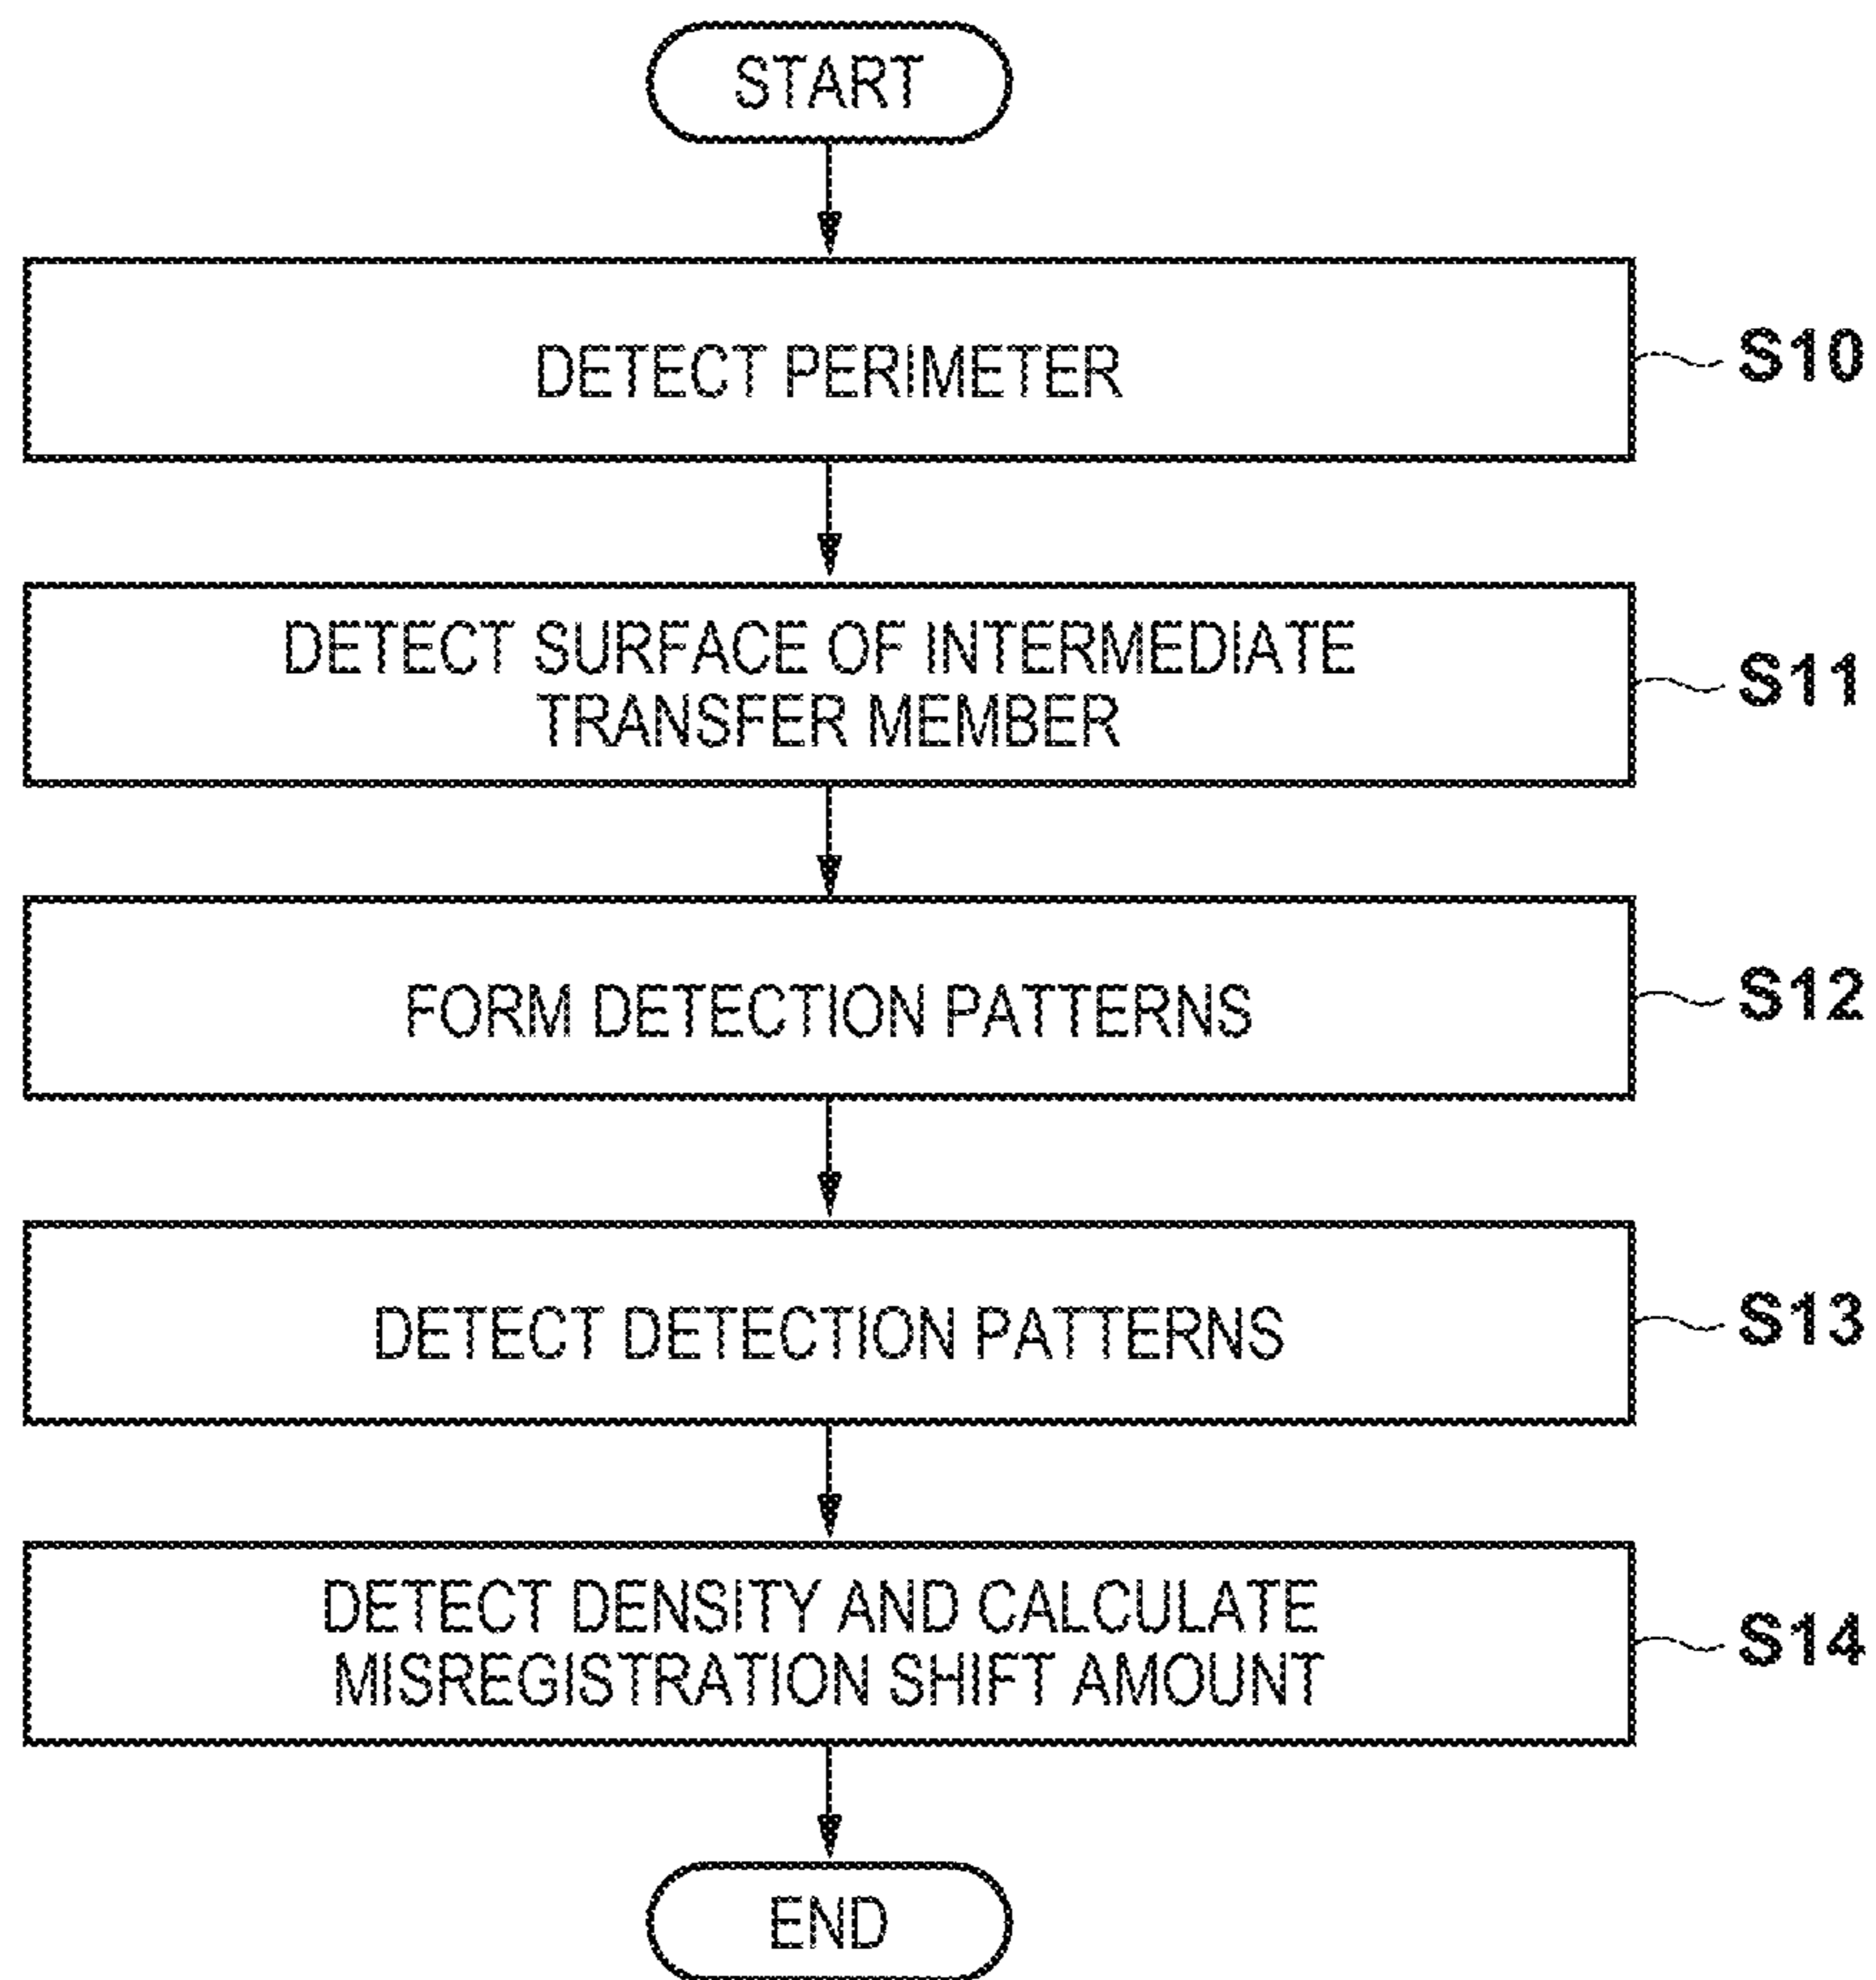 START
DETECT PERIMETER
S10
DETECT SURFACE OF INTERMEDIATE
TRANSFER MEMBER
S11
FORM DETECTION PATTERNS
S12
DETECT DETECTION PATTERNS
S13
DETECT DENSITY AND CALCULATE
MISREGISTRATION SHIFT AMOUNT
S14
END